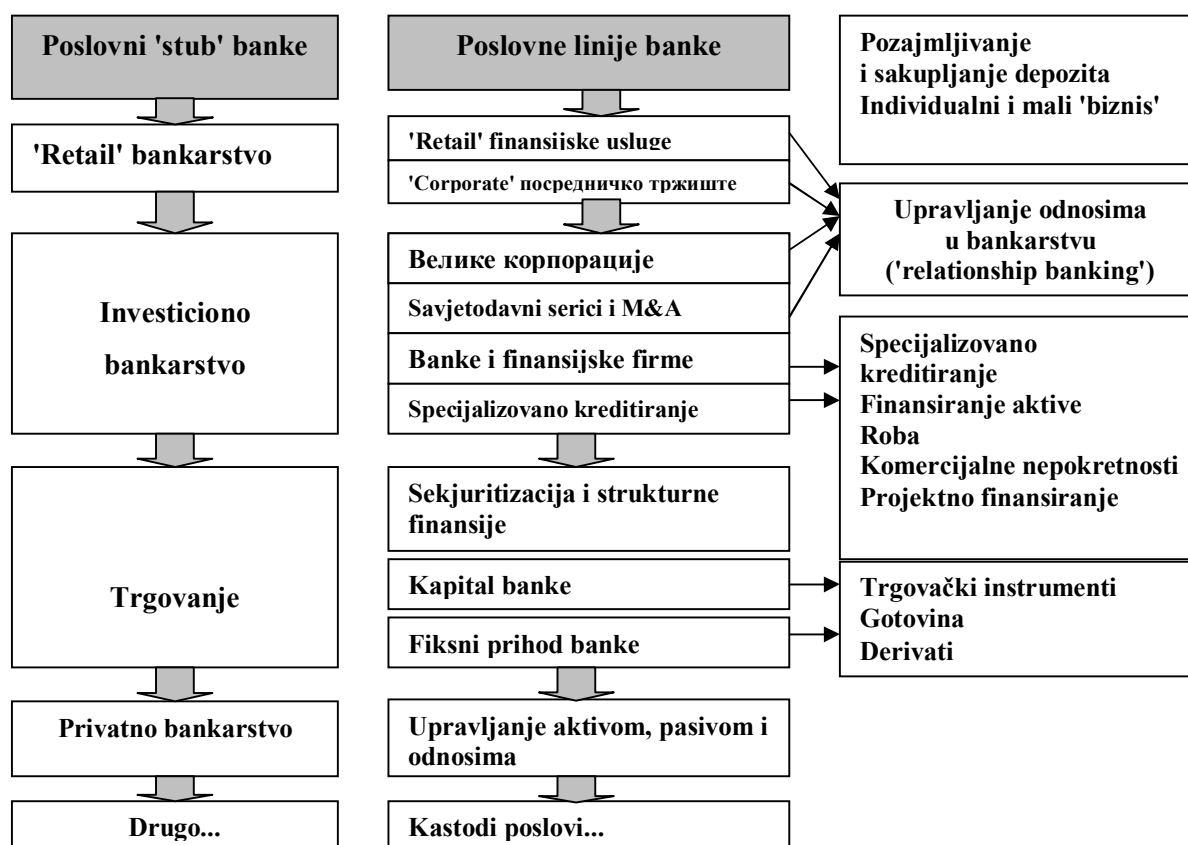 Poslovni 'stub' banke
'Retail' bankarstvo
Investiciono
bankarstvo
Trgovanje
Privatno bankarstvo
Drugo...
Poslovne linije banke
'Retail' finansijske usluge
'Corporate' посредничко тржиште
Велике корпорације
Savjetodavni serici i M&A
Banke i finansijske firme
Specijalizovano kreditiranje
Sekjuritizacija i strukturne
finansije
Kapital banke
Fiksni prihod banke
Upravljanje aktivom, pasivom i
odnosima
Kastodi poslovi...
Pozajmljivanje
i sakupljanje depozita
Individualni i mali 'biznis'
Upravljanje odnosima
u bankarstvu
('relationship banking')
Specijalizovano
kreditiranje
Finansiranje aktive
Roba
Komercijalne nepokretnosti
Projektno finansiranje
Trgovački instrumenti
Gotovina
Derivati